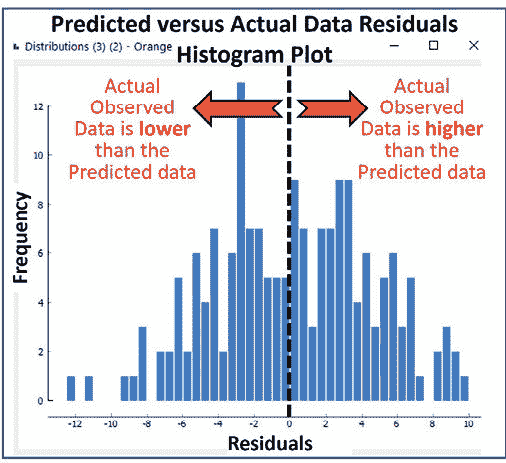 Predicted versus Actual Data Residuals
Distributions (3) (2) - Orange
Histogram Plot
Actual
Observed
Data is lower
than the
Predicted data
Actual
Observed
Data is higher
than the
Predicted data
Frequency
12
10
8
6
4
2
0
-12 -10 -8 -6 -4 -2 0 2 4 6 8 10
Residuals